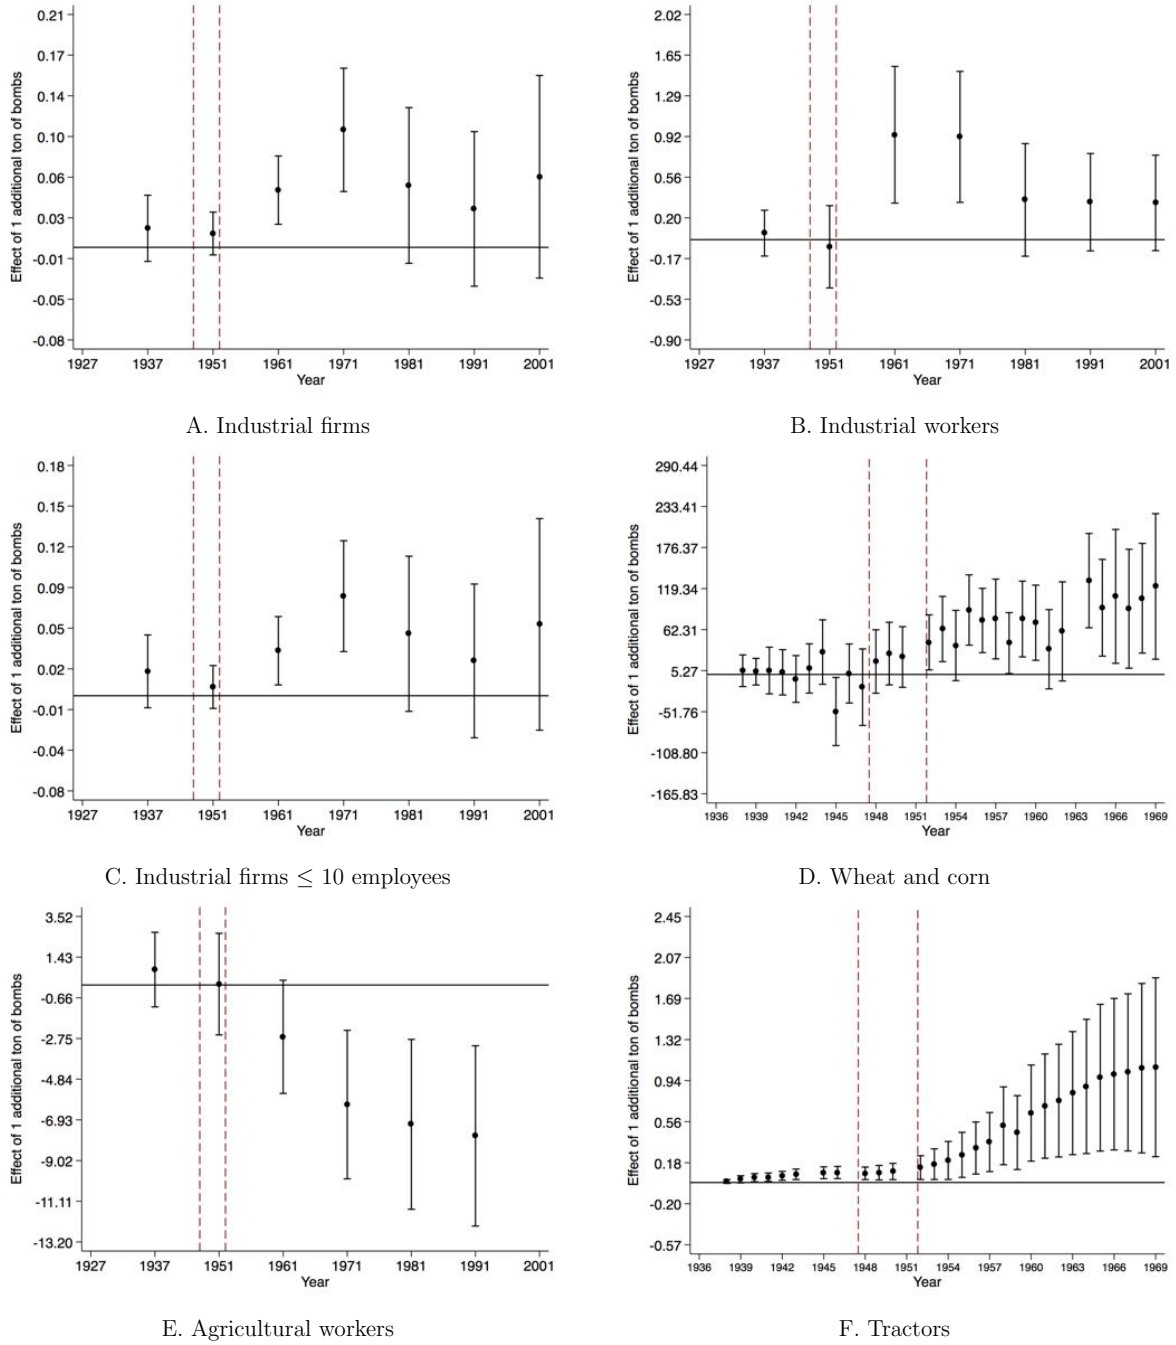 Effect of 1 additional ton of bombs
0.21
0.17
0.14
0.10
0.06
0.03
-0.01
-0.05
-0.08
1927 1937 1951 1961 1971 1981 1991 2001
Year
A. Industrial firms
Effect of 1 additional ton of bombs
2.02
1.65
1.29
0.92
0.56
0.20
-0.17
-0.53
-0.90
1927 1937 1951 1961 1971 1981 1991 2001
Year
B. Industrial workers
Effect of 1 additional ton of bombs
0.18
0.15
0.12
0.09
0.05
0.02
-0.01
-0.04
-0.08
1927 1937 1951 1961 1971 1981 1991 2001
Year
C. Industrial firms ≤ 10 employees
Effect of 1 additional ton of bombs
290.44
233.41
176.37
119.34
62.31
5.27
-51.76
-108.80
-165.83
1936 1939 1942 1945 1948 1951 1954 1957 1960 1963 1966 1969
Year
D. Wheat and corn
Effect of 1 additional ton of bombs
3.52
1.43
-0.66
-2.75
-4.84
-6.93
-9.02
-11.11
-13.20
1927 1937 1951 1961 1971 1981 1991 2001
Year
E. Agricultural workers
Effect of 1 additional ton of bombs
2.45
2.07
1.69
1.32
0.94
0.56
0.18
-0.20
-0.57
1936 1939 1942 1945 1948 1951 1954 1957 1960 1963 1966 1969
Year
F. Tractors